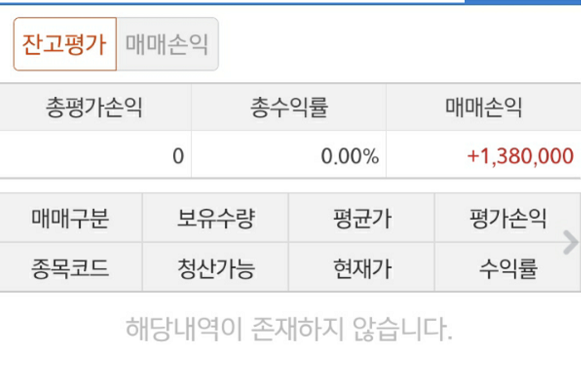 잔고평가 매매손익
총평가손익 총수익률 매매손익
0 0.00% +1,380,000
매매구분 보유수량 평균가 평가손익
종목코드 청산가능 현재가 수익률
해당내역이 존재하지 않습니다.